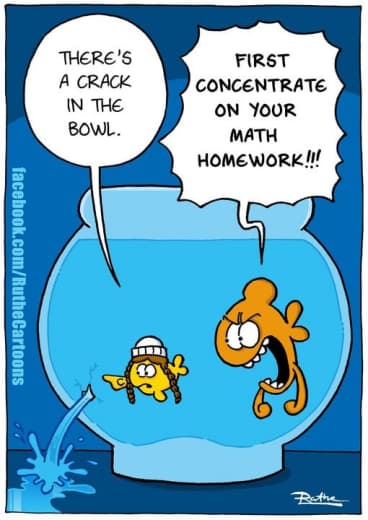 THERE'S
A CRACK
IN THE
BOWL.
FIRST
CONCENTRATE
ON YOUR
MATH
HOMEWORK!!!
facebook.com/RutheCartoons
Ruthe